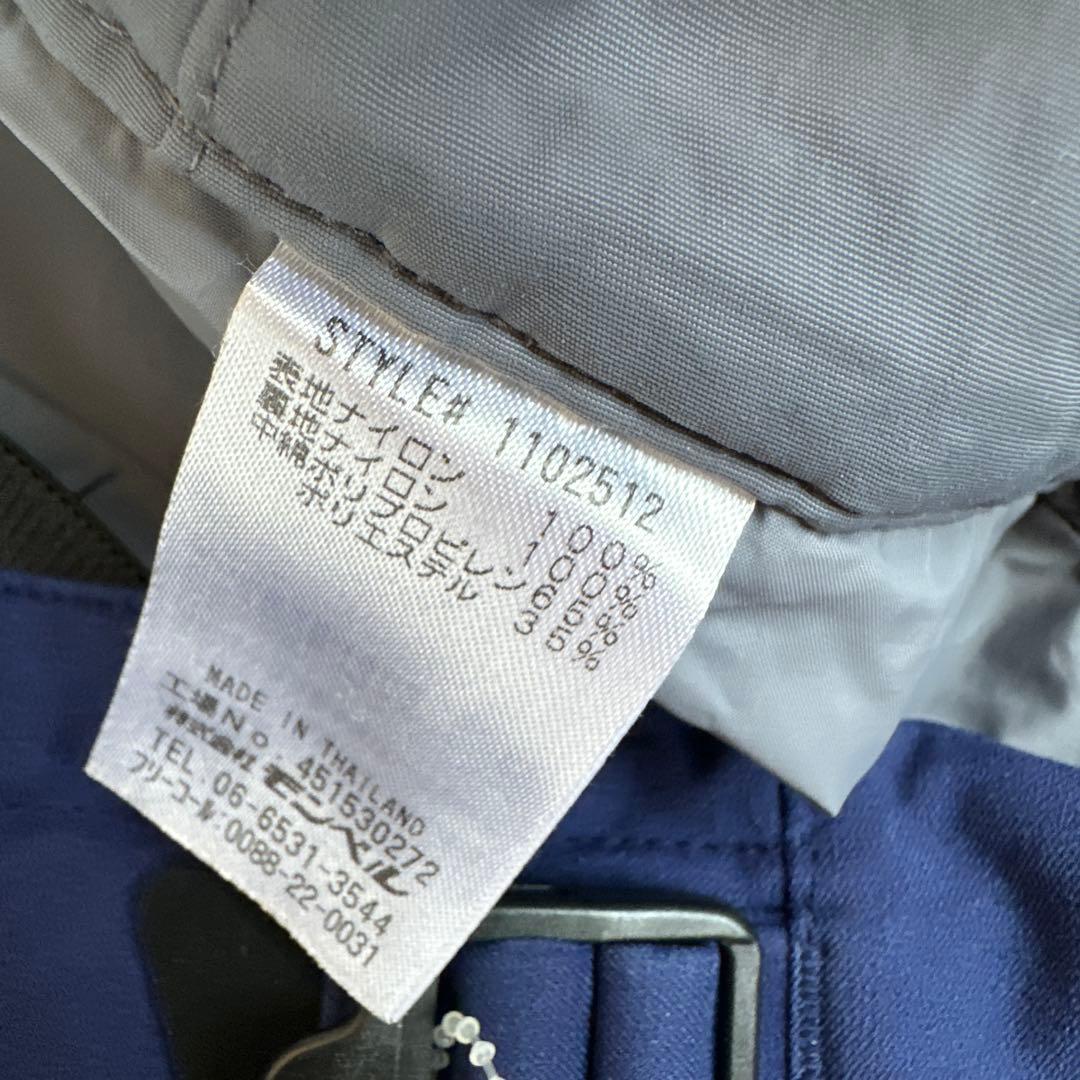 STYLE# 1102512
表地ナイロン 100%
裏地ナイロン 100%
中綿ポリプロピレン65%
ポリエステル 35%
MADE IN THAILAND
工場No. 451530272
株式会社 モンベル
TEL.06-6531-3544
フリーコール:0088-22-0031